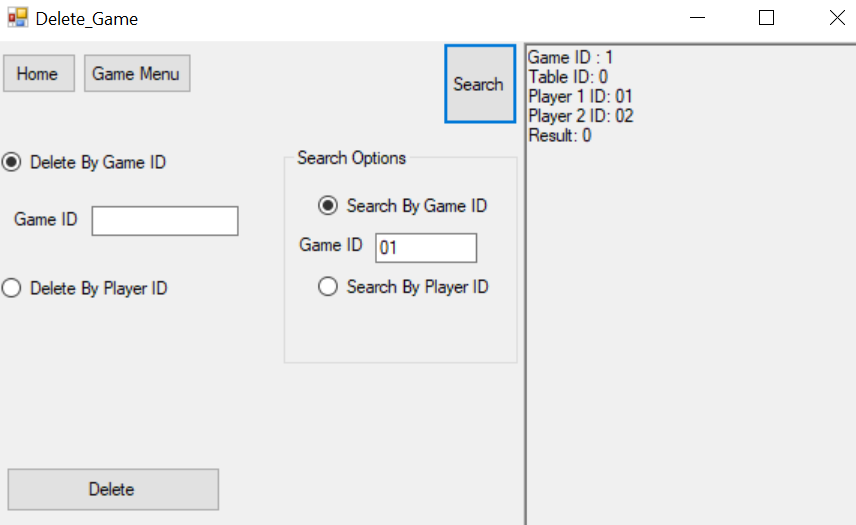 Delete_Game
Home
Game Menu
Search
Delete By Game ID
Game ID
Delete By Player ID
Delete
Search Options
Search By Game ID
Game ID
01
Search By Player ID
Game ID : 1
Table ID: 0
Player 1 ID: 01
Player 2 ID: 02
Result: 0